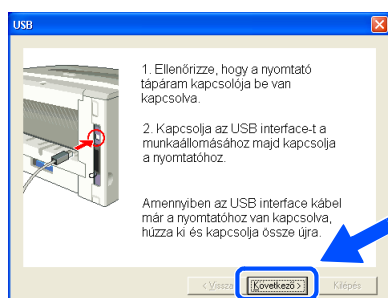 USB
1. Ellenőrizze, hogy a nyomtató
tápáram kapcsolója be van
kapcsolva.
2. Kapcsolja az USB interface-t a
munkaállomásához majd kapcsolja
a nyomtatóhoz.
Amennyiben az USB interface kábel
már a nyomtatóhoz van kapcsolva,
húzza ki és kapcsolja össze újra.
< Vissza Következő > Kilépés